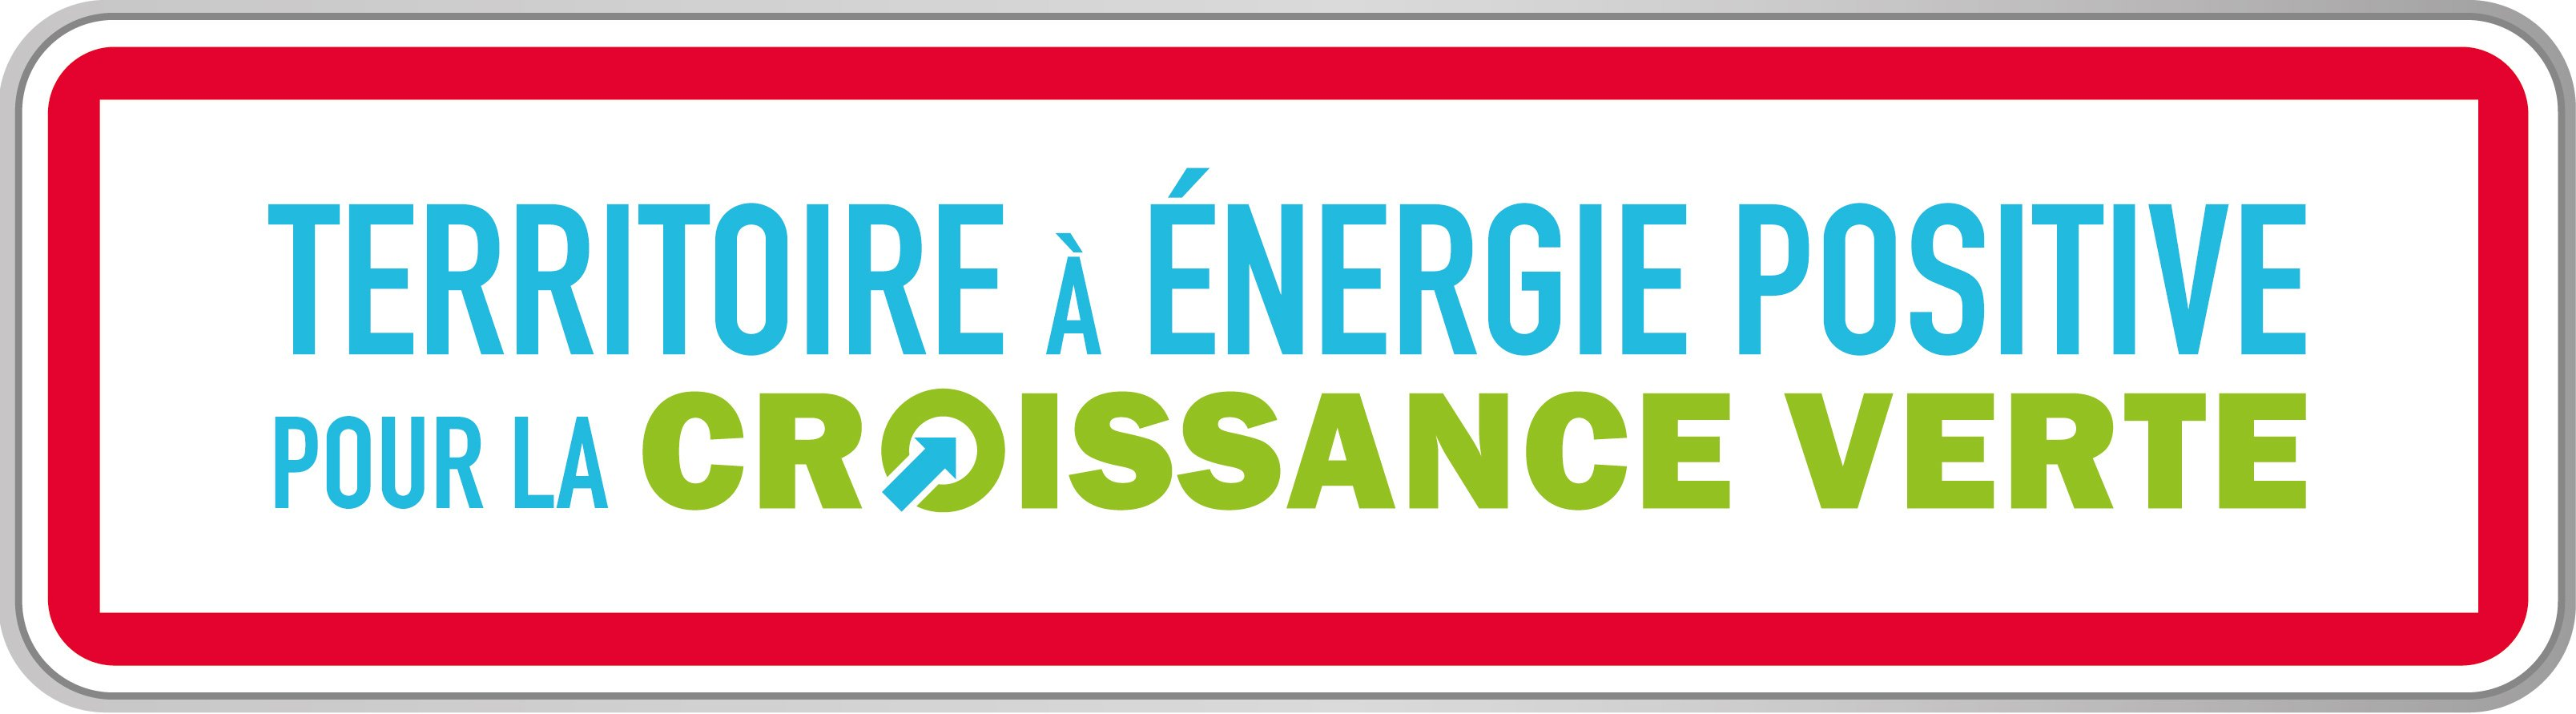 TERRITOIRE À ÉNERGIE POSITIVE
POUR LA CROISSANCE VERTE